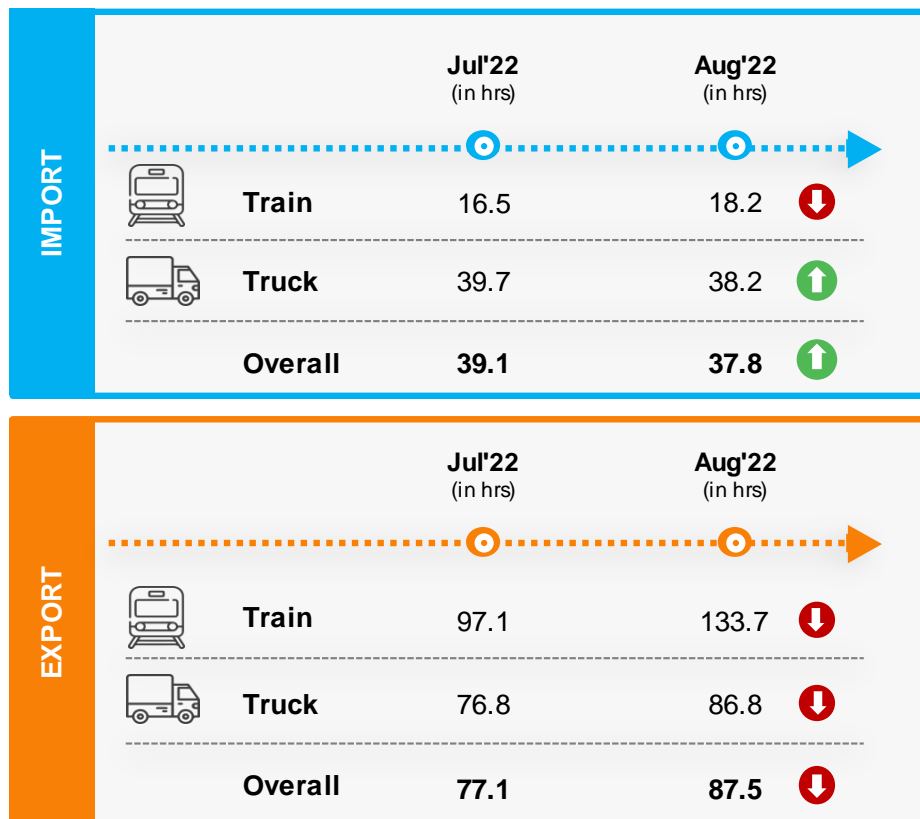 IMPORT
Jul'22 Aug'22
(in hrs) (in hrs)
Train 16.5 18.2
Truck 39.7 38.2
Overall 39.1 37.8
EXPORT
Jul'22 Aug'22
(in hrs) (in hrs)
Train 97.1 133.7
Truck 76.8 86.8
Overall 77.1 87.5